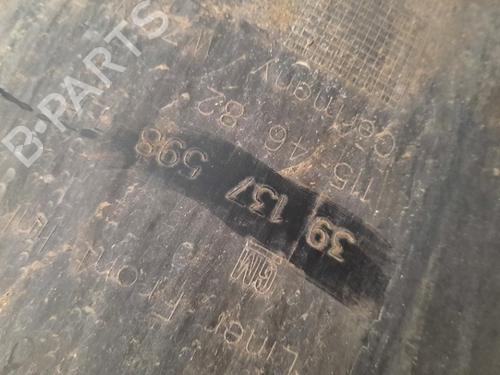 B-PARTS
Germany
115 46 82
39 137 598
GM
Liner Front